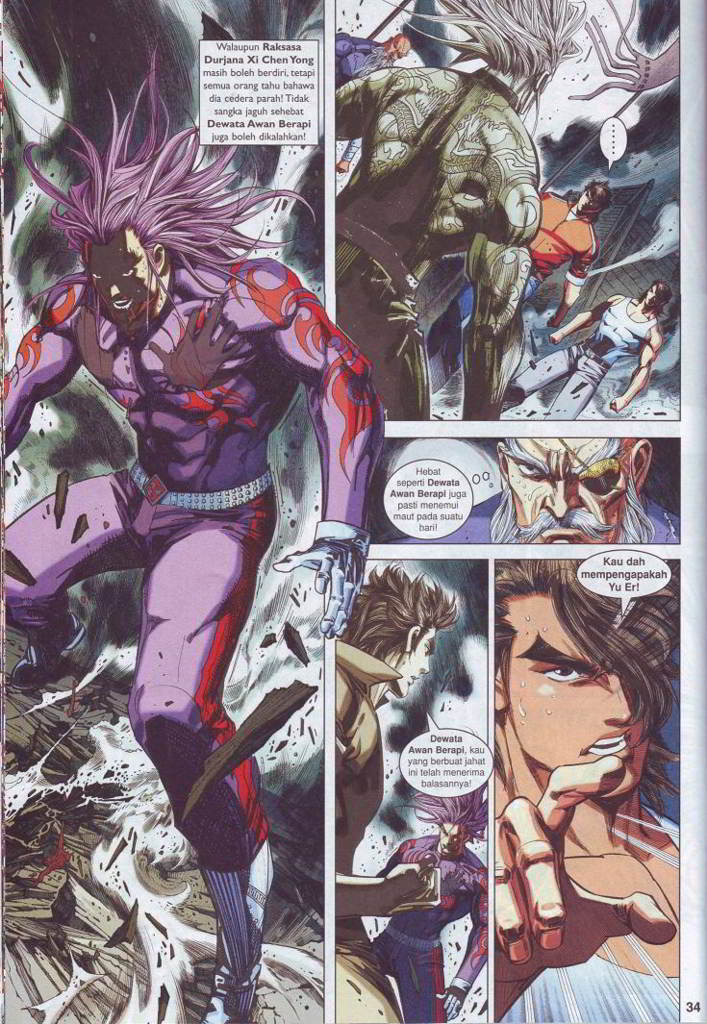 Walaupun Raksasa
Durjana Xi Chen Yong
masih boleh berdiri, tetapi
semua orang tahu bahawa
dia cedera parah! Tidak
sangka jaguh sehebat
Dewata Awan Berapi
juga boleh dikalahkan!
......
Hebat
seperti Dewata
Awan Berapi juga
pasti menemui
maut pada suatu
hari!
Dewata
Awan Berapi, kau
yang berbuat jahat
ini telah menerima
balasannya!
Kau dah
mempengapakah
Yu Er!
34